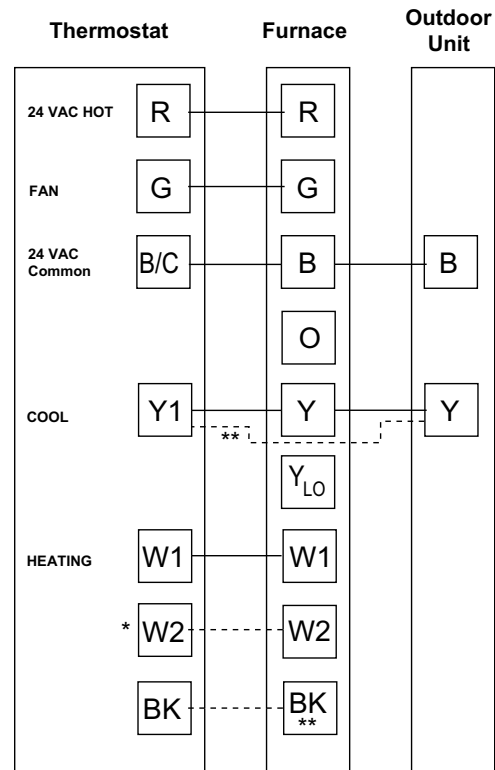 Thermostat Furnace Outdoor
Unit
24 VAC HOT R R
FAN G G
24 VAC
Common B/C B B
O
COOL Y1 Y Y
**
YLO
HEATING W1 W1
* W2 W2
BK BK
**